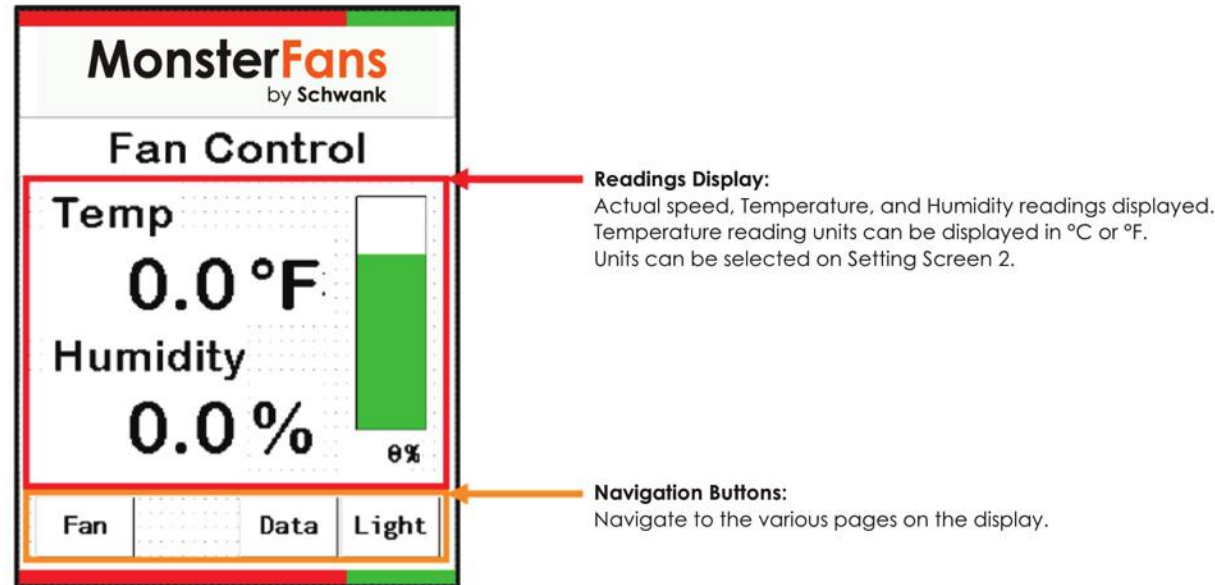 MonsterFans
by Schwank
Fan Control
Temp
0.0 °F
Humidity
0.0 %
0%
Fan
Data
Light
Readings Display:
Actual speed, Temperature, and Humidity readings displayed.
Temperature reading units can be displayed in °C or °F.
Units can be selected on Setting Screen 2.
Navigation Buttons:
Navigate to the various pages on the display.